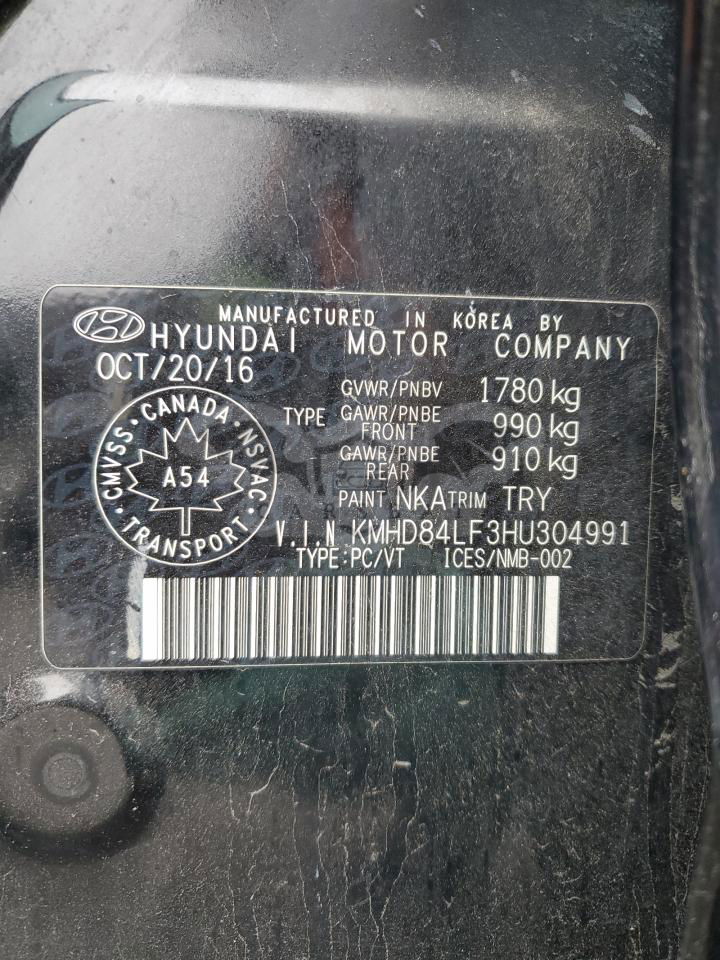 MANUFACTURED IN KOREA BY
HYUNDAI MOTOR COMPANY
OCT/20/16
GVWR/PNBV 1780 kg
TYPE GAWR/PNBE FRONT 990 kg
GAWR/PNBE REAR 910 kg
PAINT NKA TRIM TRY
CANADA · NSVAC · TRANSPORT · CMVSS ·
A54
V.I.N KMHD84LF3HU304991
TYPE:PC/VT ICES/NMB-002